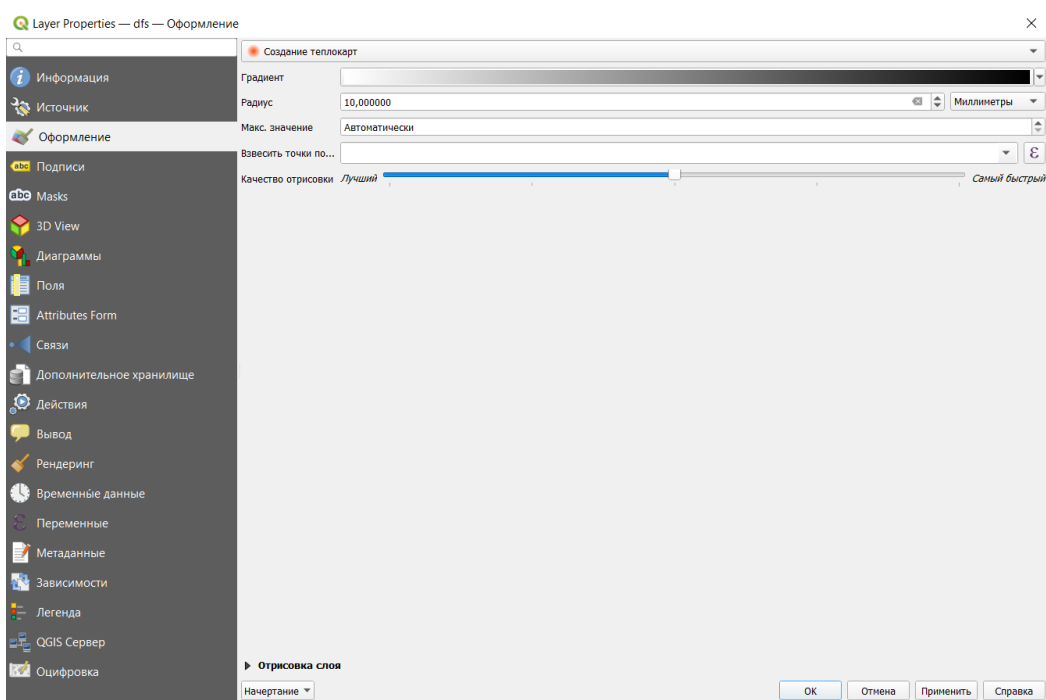 Layer Properties — dfs — Оформление
Информация
Источник
Оформление
Подписи
Masks
3D View
Диаграммы
Поля
Attributes Form
Связи
Дополнительное хранилище
Действия
Вывод
Рендеринг
Временные данные
Переменные
Метаданные
Зависимости
Легенда
QGIS Сервер
Оцифровка
Создание теплокарт
Градиент
Радиус 10,000000 Миллиметры
Макс. значение Автоматически
Взвесить точки по... ε
Качество отрисовки Лучший Самый быстрый
Отрисовка слоя
Начертание OK Отмена Применить Справка